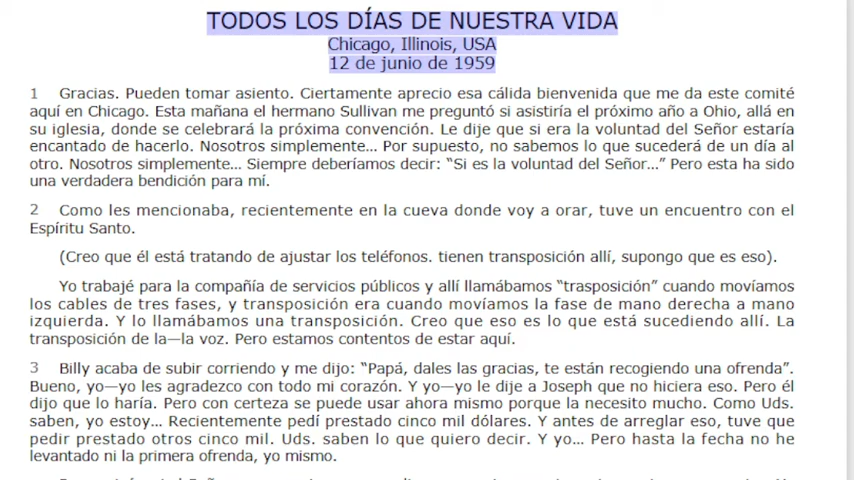 TODOS LOS DÍAS DE NUESTRA VIDA
Chicago, Illinois, USA
12 de junio de 1959
1 Gracias. Pueden tomar asiento. Ciertamente aprecio esa cálida bienvenida que me da este comité
aquí en Chicago. Esta mañana el hermano Sullivan me preguntó si asistiría el próximo año a Ohio, allá en
su iglesia, donde se celebrará la próxima convención. Le dije que si era la voluntad del Señor estaría
encantado de hacerlo. Nosotros simplemente... Por supuesto, no sabemos lo que sucederá de un día al
otro. Nosotros simplemente... Siempre deberíamos decir: “Si es la voluntad del Señor...” Pero esta ha sido
una verdadera bendición para mí.
2 Como les mencionaba, recientemente en la cueva donde voy a orar, tuve un encuentro con el
Espíritu Santo.
(Creo que él está tratando de ajustar los teléfonos. tienen transposición allí, supongo que es eso).
Yo trabajé para la compañía de servicios públicos y allí llamábamos “trasposición” cuando movíamos
los cables de tres fases, y transposición era cuando movíamos la fase de mano derecha a mano
izquierda. Y lo llamábamos una transposición. Creo que eso es lo que está sucediendo allí. La
transposición de la—la voz. Pero estamos contentos de estar aquí.
3 Billy acaba de subir corriendo y me dijo: “Papá, dales las gracias, te están recogiendo una ofrenda”.
Bueno, yo—yo les agradezco con todo mi corazón. Y yo—yo le dije a Joseph que no hiciera eso. Pero él
dijo que lo haría. Pero con certeza se puede usar ahora mismo porque la necesito mucho. Como Uds.
saben, yo estoy... Recientemente pedí prestado cinco mil dólares. Y antes de arreglar eso, tuve que
pedir prestado otros cinco mil. Uds. saben lo que quiero decir. Y yo... Pero hasta la fecha no he
levantado ni la primera ofrenda, yo mismo.